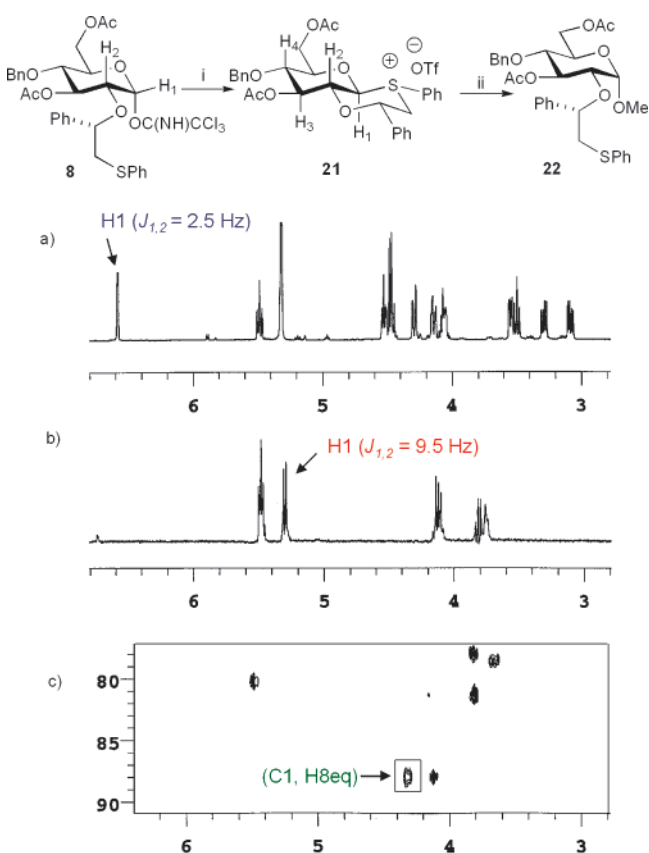 OAc
H2
BnO
O
H1
AcO
O
Ph
OC(NH)CCl3
SPh
8
i
OAc
H4
H2
BnO
O
+
−
OTf
S
Ph
AcO
O
H3
H1
Ph
21
ii
OAc
BnO
O
AcO
O
OMe
Ph
SPh
22
a)
H1 (J1,2 = 2.5 Hz)
6 5 4 3
b)
H1 (J1,2 = 9.5 Hz)
6 5 4 3
c)
80
85
(C1, H8eq)
90
6 5 4 3